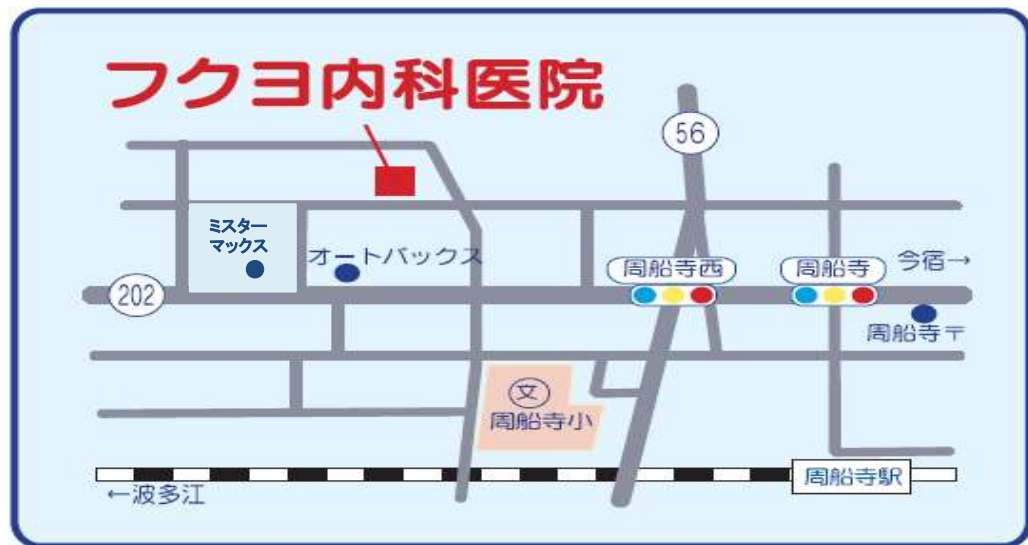 フクヨ内科医院
56
ミスター
マックス
オートバックス
周船寺西
周船寺
今宿→
202
周船寺〒
文
周船寺小
周船寺駅
←波多江